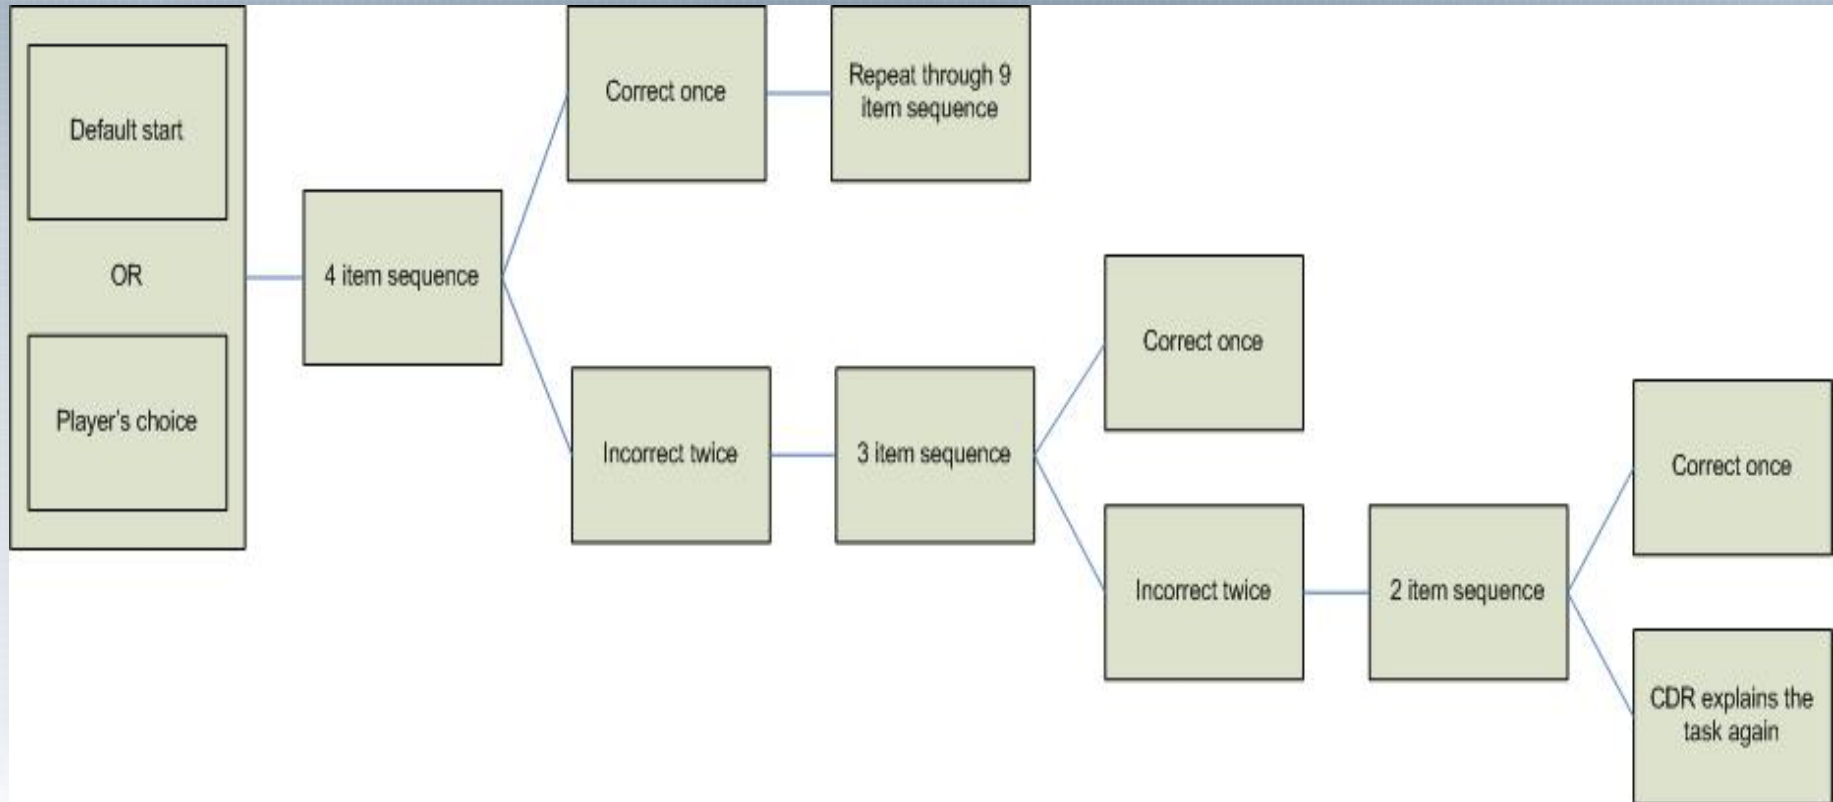 Default start
OR
Player's choice
4 item sequence
Correct once
Repeat through 9
item sequence
Incorrect twice
3 item sequence
Correct once
Incorrect twice
2 item sequence
Correct once
CDR explains the
task again